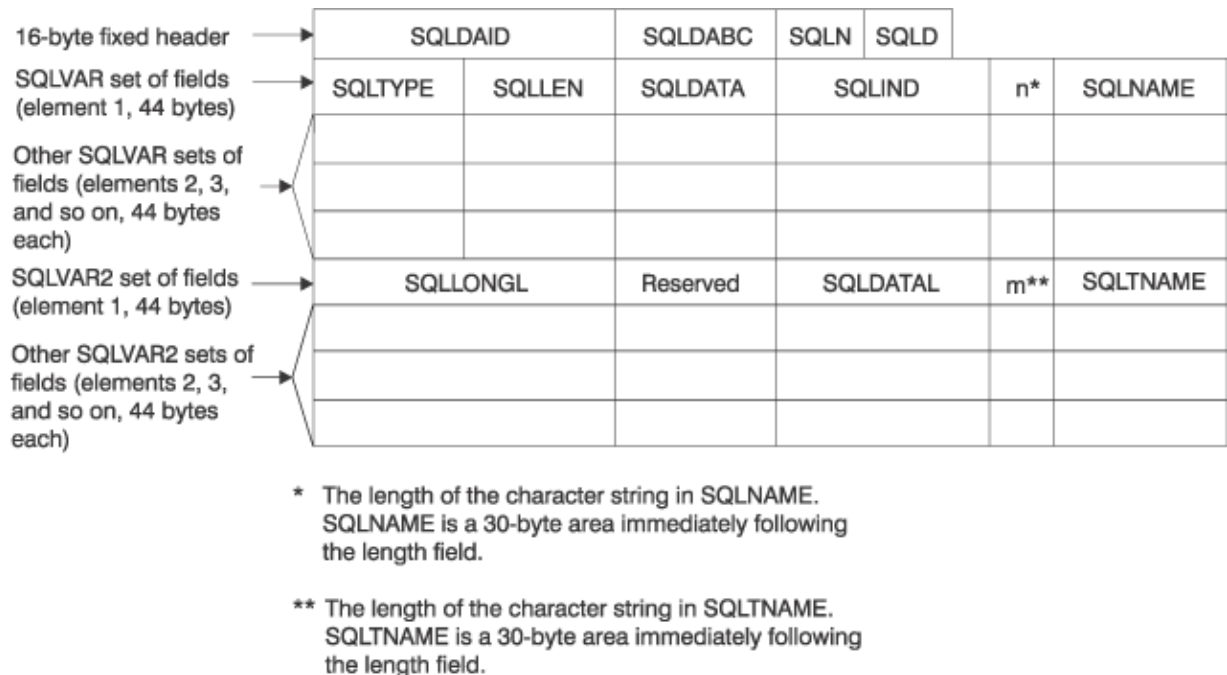 16-byte fixed header
SQLDAID SQLDABC SQLN SQLD
SQLVAR set of fields
(element 1, 44 bytes)
SQLTYPE SQLLEN SQLDATA SQLIND n* SQLNAME
Other SQLVAR sets of
fields (elements 2, 3,
and so on, 44 bytes
each)
SQLVAR2 set of fields
(element 1, 44 bytes)
SQLLONGL Reserved SQLDATAL m** SQLTNAME
Other SQLVAR2 sets of
fields (elements 2, 3,
and so on, 44 bytes
each)
* The length of the character string in SQLNAME.
SQLNAME is a 30-byte area immediately following
the length field.
** The length of the character string in SQLTNAME.
SQLTNAME is a 30-byte area immediately following
the length field.